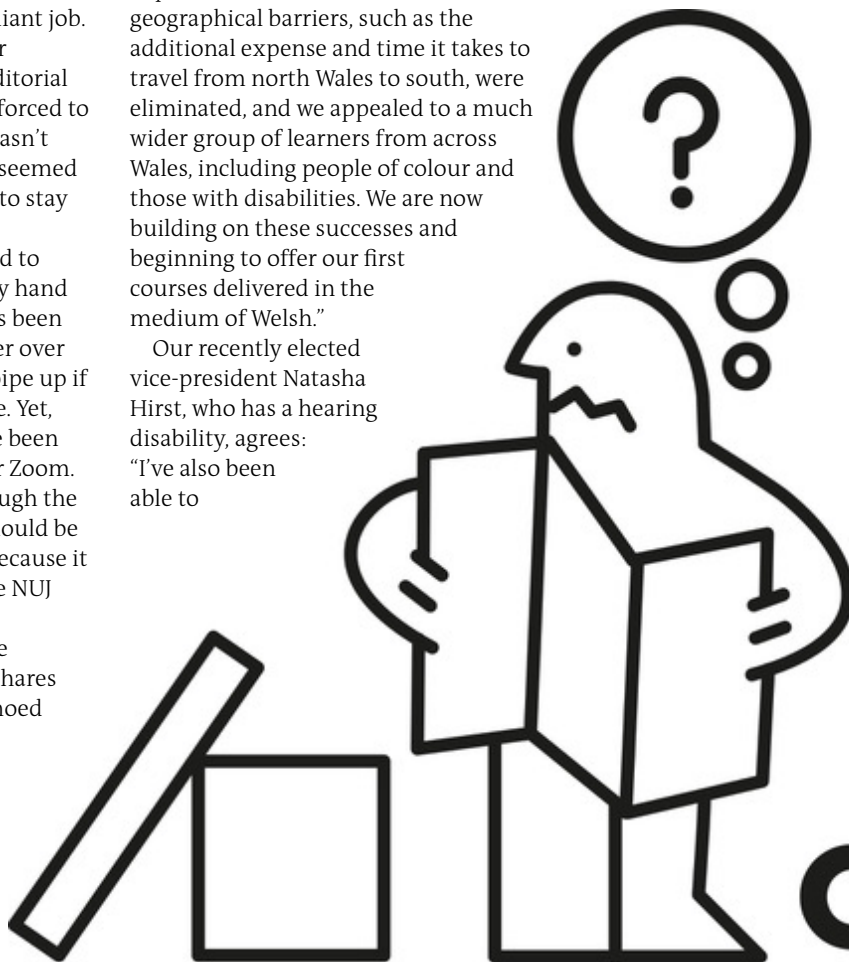 iant job.
r
ditorial
forced to
asn’t
seemed
to stay
d to
y hand
s been
er over
pipe up if
e. Yet,
e been
r Zoom.
ugh the
ould be
ecause it
e NUJ
e
hares
noed
geographical barriers, such as the
additional expense and time it takes to
travel from north Wales to south, were
eliminated, and we appealed to a much
wider group of learners from across
Wales, including people of colour and
those with disabilities. We are now
building on these successes and
beginning to offer our first
courses delivered in the
medium of Welsh.”
Our recently elected
vice-president Natasha
Hirst, who has a hearing
disability, agrees:
“I’ve also been
able to
?